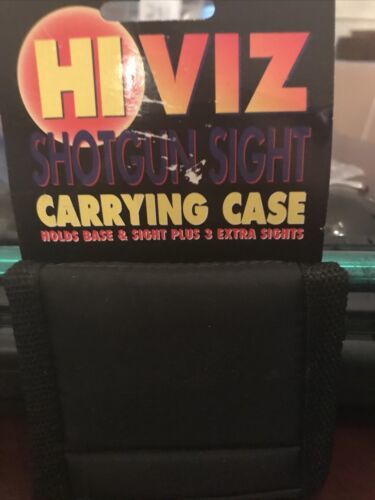 HI VIZ
SHOTGUN SIGHT
CARRYING CASE
HOLDS BASE & SIGHT PLUS 3 EXTRA SIGHTS